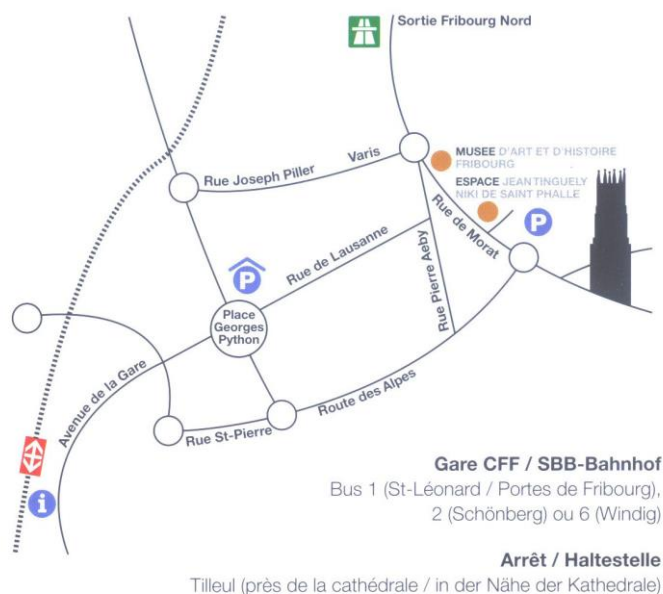 Sortie Fribourg Nord
MUSEE D'ART ET D'HISTOIRE
FRIBOURG
ESPACE JEAN TINGUELY
NIKI DE SAINT PHALLE
Varis
Rue Joseph Piller
Rue de Morat
P
Rue de Lausanne
Rue Pierre Aeby
P
Place
Georges
Python
Avenue de la Gare
Route des Alpes
Rue St-Pierre
i
Gare CFF / SBB-Bahnhof
Bus 1 (St-Léonard / Portes de Fribourg),
2 (Schönberg) ou 6 (Windig)
Arrêt / Haltestelle
Tilleul (près de la cathédrale / in der Nähe der Kathedrale)